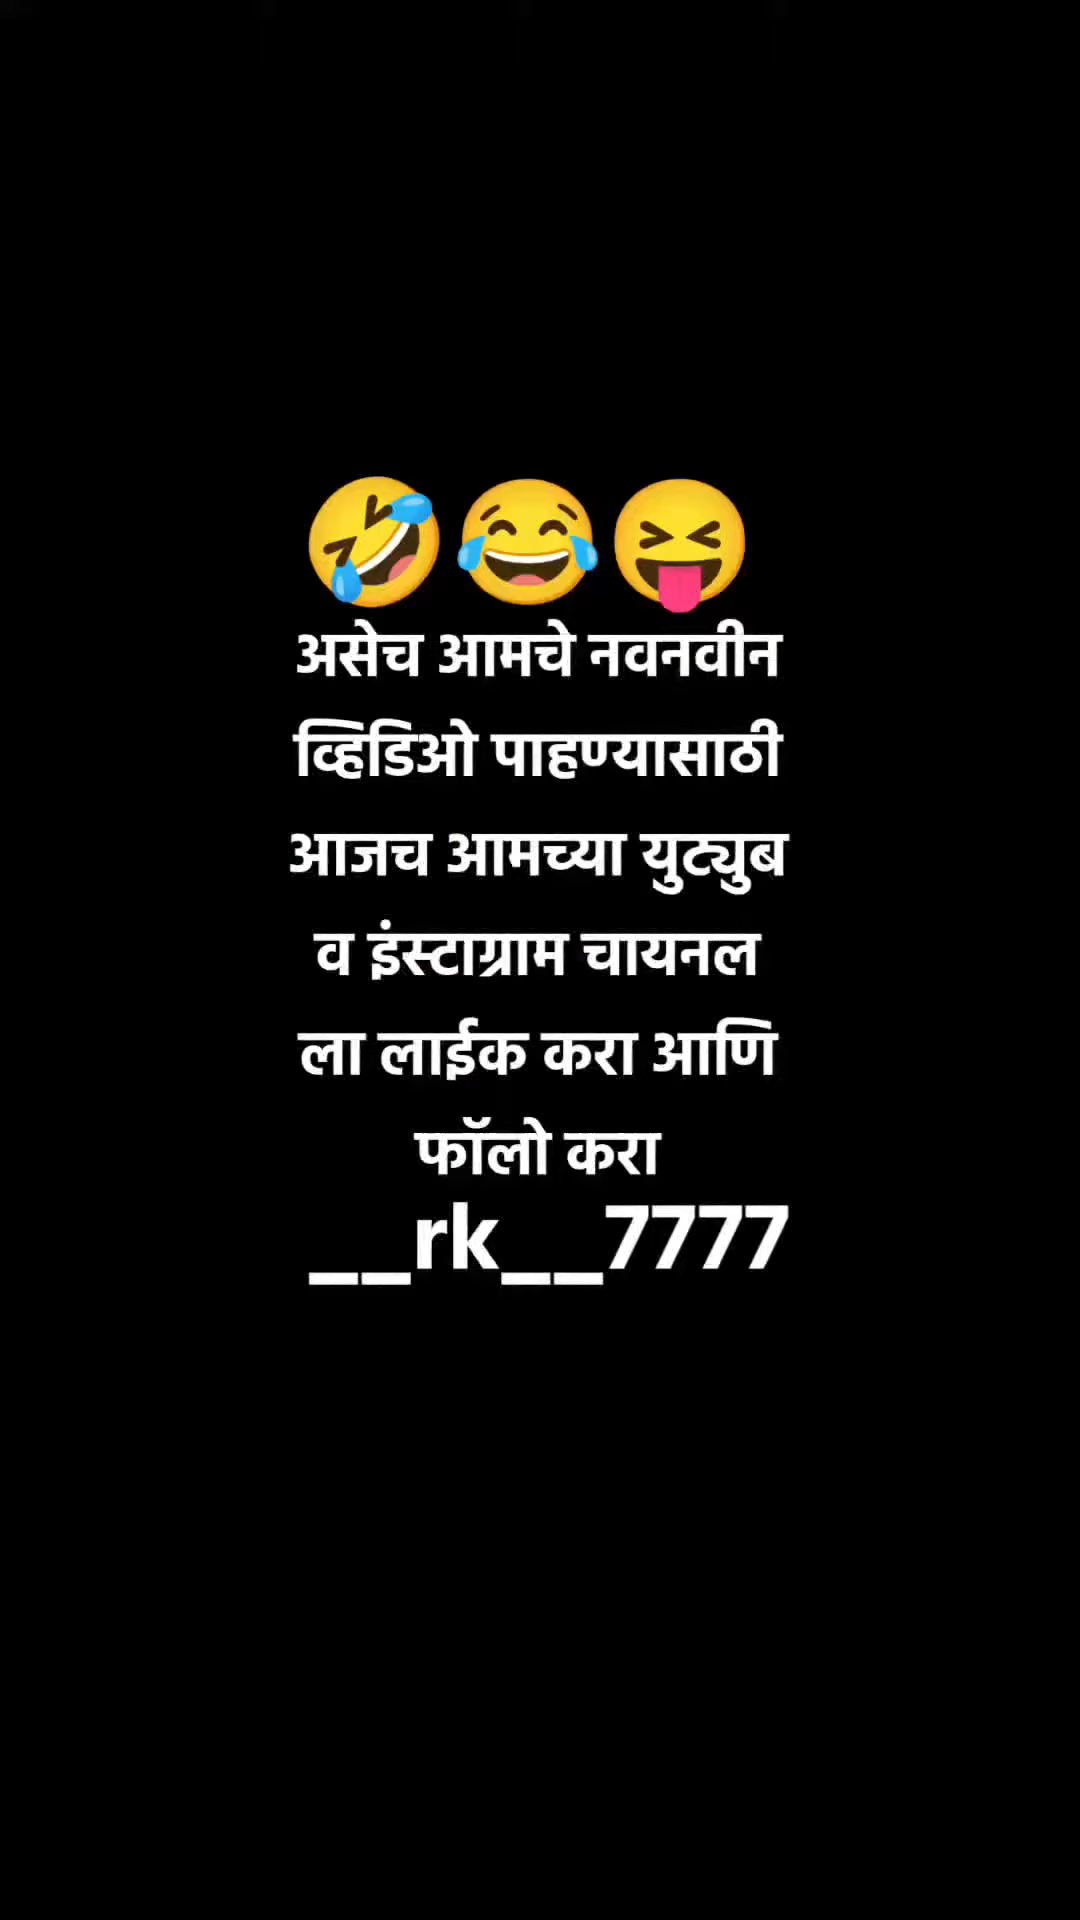 🤣😂😝
असेच आमचे नवनवीन
व्हिडिओ पाहण्यासाठी
आजच आमच्या युट्युब
व इंस्टाग्राम चायनल
ला लाईक करा आणि
फॉलो करा
__rk__7777